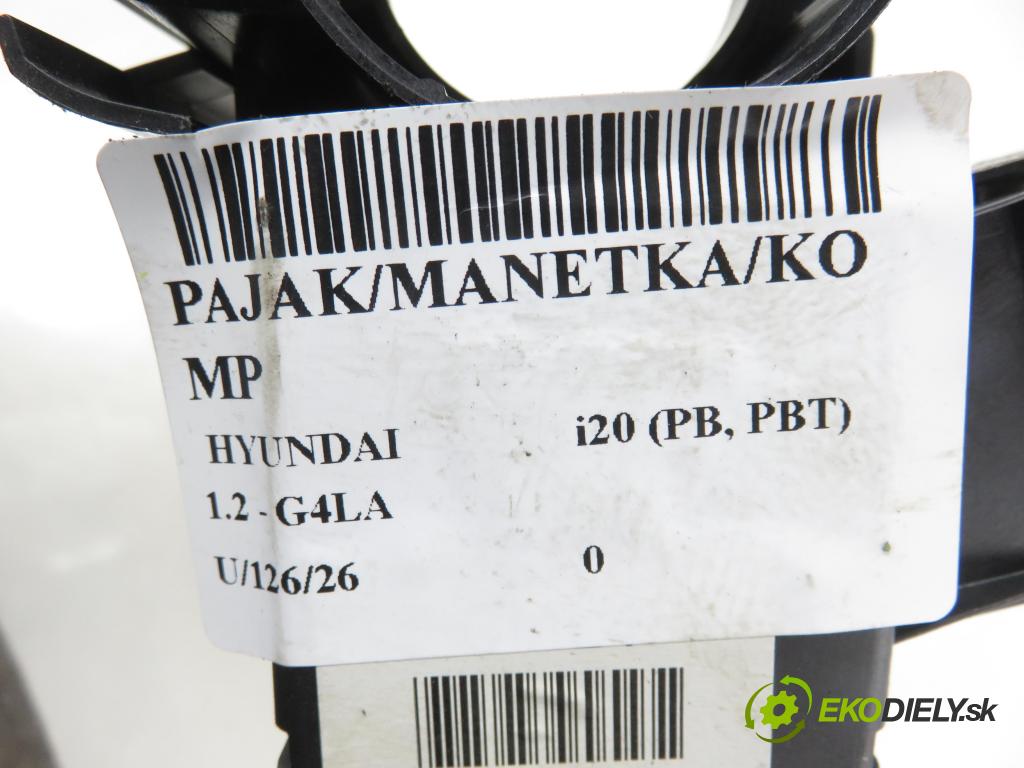 PAJAK/MANETKA/KO
MP
HYUNDAI i20 (PB, PBT)
1.2 - G4LA
U/126/26 0
EKODIELY.sk